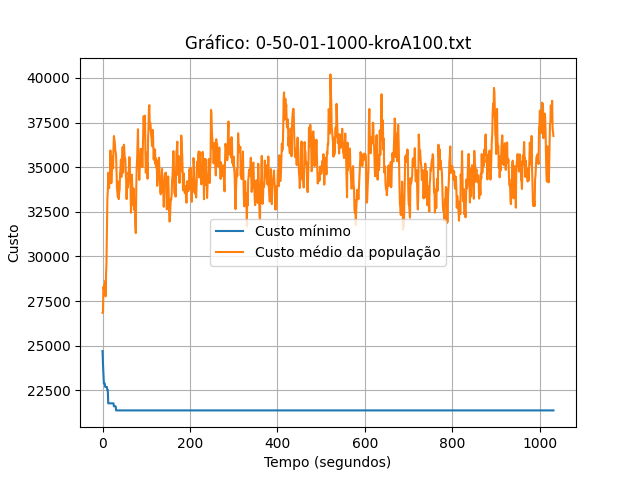 Gráfico: 0-50-01-1000-kroA100.txt
Custo
40000
37500
35000
32500
30000
27500
25000
22500
Custo mínimo
Custo médio da população
0 200 400 600 800 1000
Tempo (segundos)